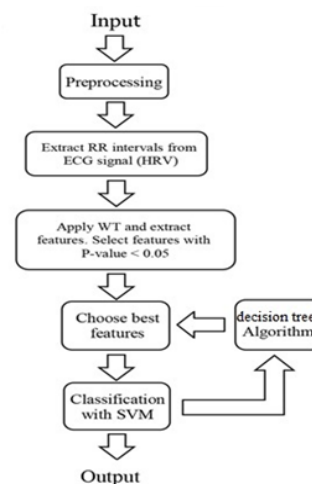 Input
Preprocessing
Extract RR intervals from
ECG signal (HRV)
Apply WT and extract
features. Select features with
P-value < 0.05
Choose best
features
decision tree
Algorithm
Classification
with SVM
Output